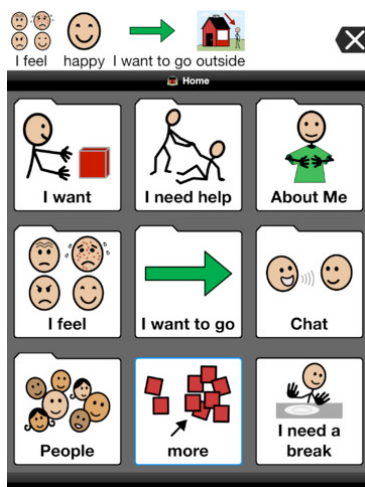 I feel happy I want to go outside
Home
I want I need help About Me
I feel I want to go Chat
People more I need a
break